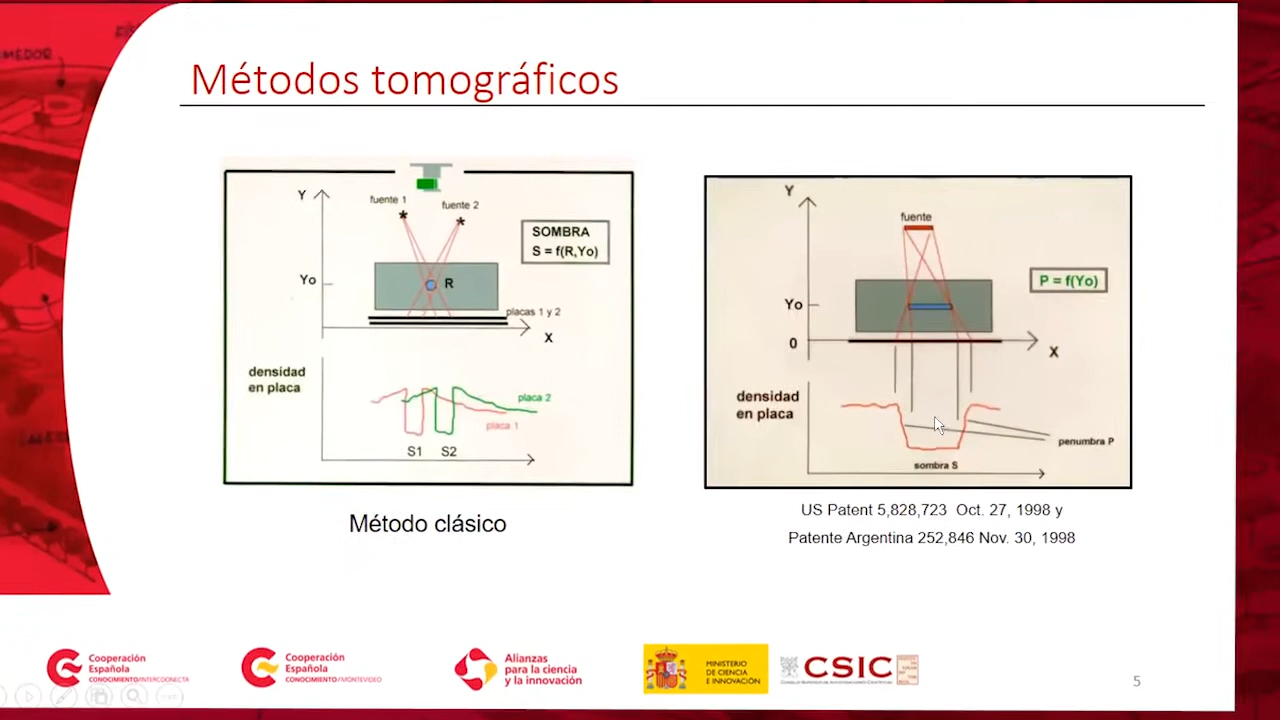 MEDOR
Métodos tomográficos
Y
fuente 1
fuente 2
SOMBRA
S = f(R,Yo)
Yo
R
placas 1 y 2
X
densidad
en placa
placa 2
placa 1
S1
S2
Método clásico
Y
fuente
P = f(Yo)
Yo
0
X
densidad
en placa
penumbra P
sombra S
US Patent 5,828,723 Oct. 27, 1998 y
Patente Argentina 252,846 Nov. 30, 1998
Cooperación
Española
CONOCIMIENTO/INTERCOONECTA
Cooperación
Española
CONOCIMIENTO/MONTEVIDEO
Alianzas
para la ciencia
y la innovación
MINISTERIO
DE CIENCIA
E INNOVACIÓN
CSIC
CONSEJO SUPERIOR DE INVESTIGACIONES CIENTÍFICAS
5